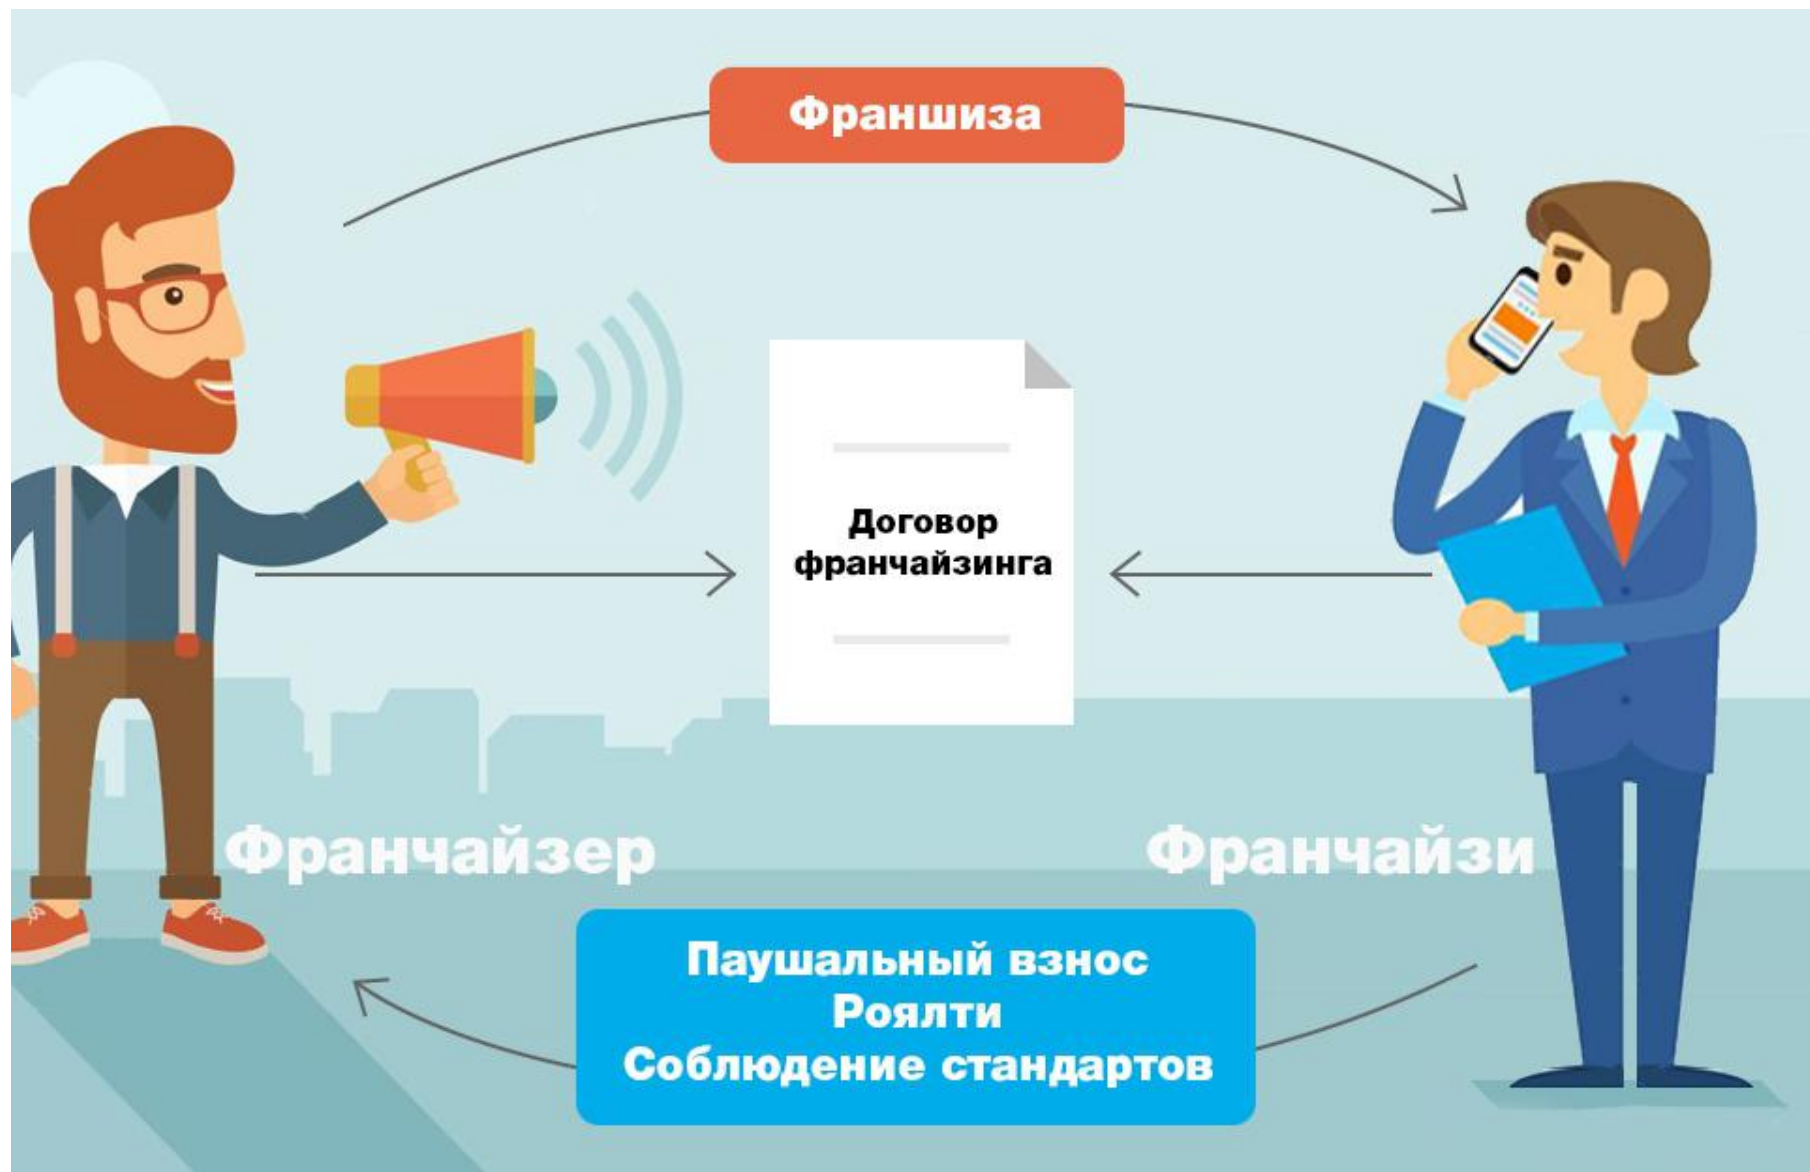 Франшиза
Договор
франчайзинга
Франчайзер
Франчайзи
Паушальный взнос
Роялти
Соблюдение стандартов